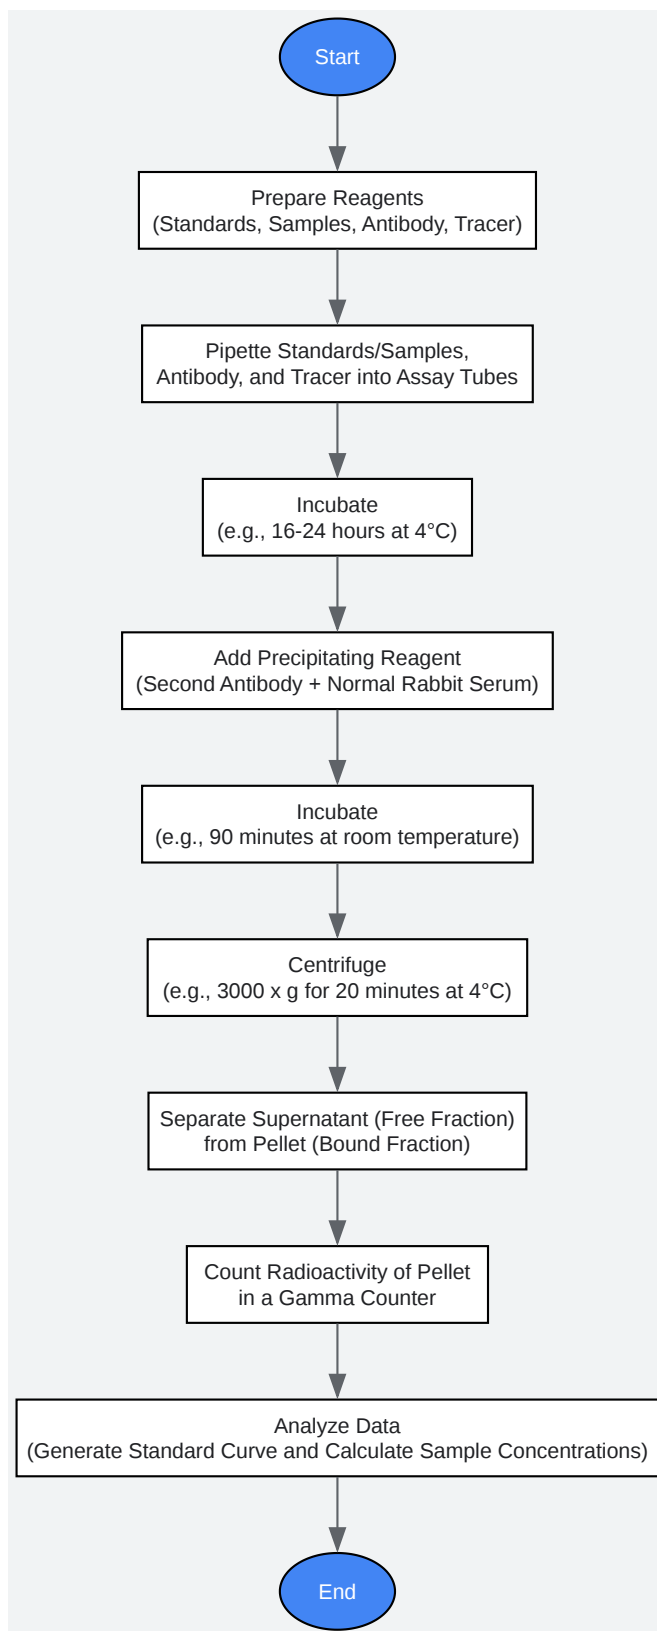 Start
Prepare Reagents
(Standards, Samples, Antibody, Tracer)
Pipette Standards/Samples,
Antibody, and Tracer into Assay Tubes
Incubate
(e.g., 16-24 hours at 4°C)
Add Precipitating Reagent
(Second Antibody + Normal Rabbit Serum)
Incubate
(e.g., 90 minutes at room temperature)
Centrifuge
(e.g., 3000 x g for 20 minutes at 4°C)
Separate Supernatant (Free Fraction)
from Pellet (Bound Fraction)
Count Radioactivity of Pellet
in a Gamma Counter
Analyze Data
(Generate Standard Curve and Calculate Sample Concentrations)
End